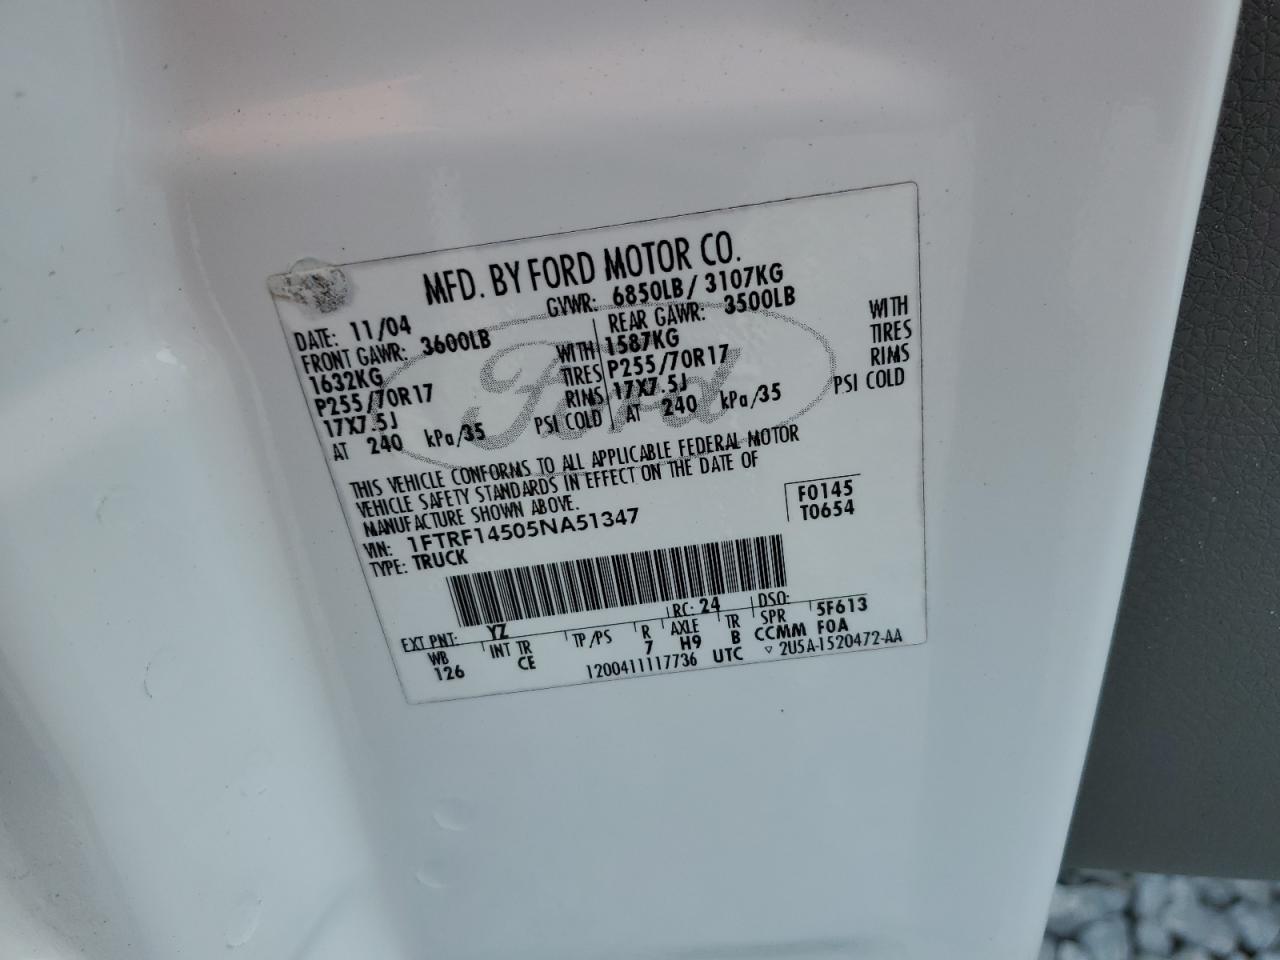 MFD. BY FORD MOTOR CO.
DATE: 11/04 GVWR: 6850LB/ 3107KG
FRONT GAWR: 3600LB REAR GAWR: 3500LB
1632KG WITH 1587KG WITH
P255/70R17 TIRES P255/70R17 TIRES
17X7.5J RIMS 17X7.5J RIMS
AT 240 kPa/35 PSI COLD AT 240 kPa/35 PSI COLD
Ford
THIS VEHICLE CONFORMS TO ALL APPLICABLE FEDERAL MOTOR
VEHICLE SAFETY STANDARDS IN EFFECT ON THE DATE OF
MANUFACTURE SHOWN ABOVE.
VIN: 1FTRF14505NA51347 F0145
TYPE: TRUCK T0654
EXT PNT: YZ RC: 24 DSO:
WB INT TR TP/PS R AXLE TR SPR 5F613
126 CE 7 H9 B CCMM F0A
1200411117736 UTC ▽ 2U5A-1520472-AA